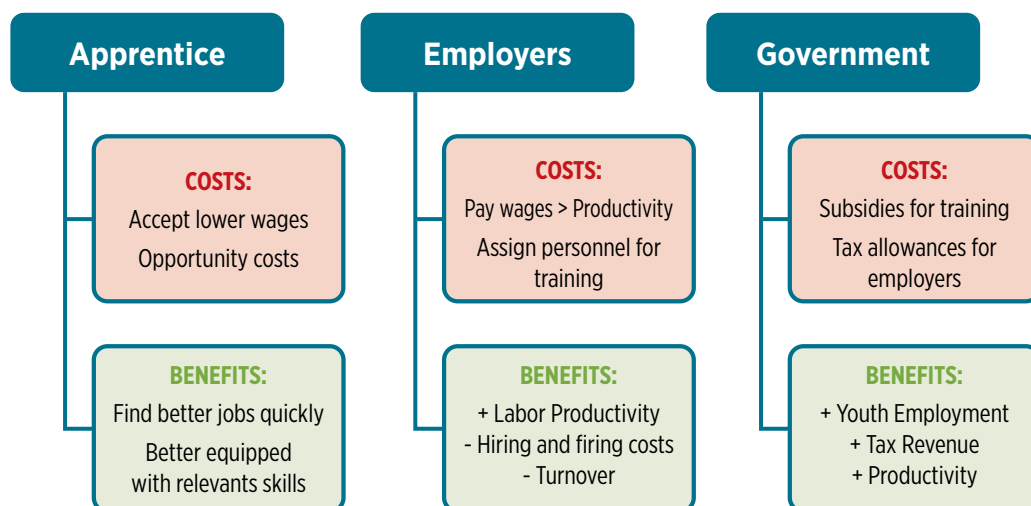 Apprentice
COSTS:
Accept lower wages
Opportunity costs
BENEFITS:
Find better jobs quickly
Better equipped
with relevants skills
Employers
COSTS:
Pay wages > Productivity
Assign personnel for
training
BENEFITS:
+ Labor Productivity
- Hiring and firing costs
- Turnover
Government
COSTS:
Subsidies for training
Tax allowances for
employers
BENEFITS:
+ Youth Employment
+ Tax Revenue
+ Productivity